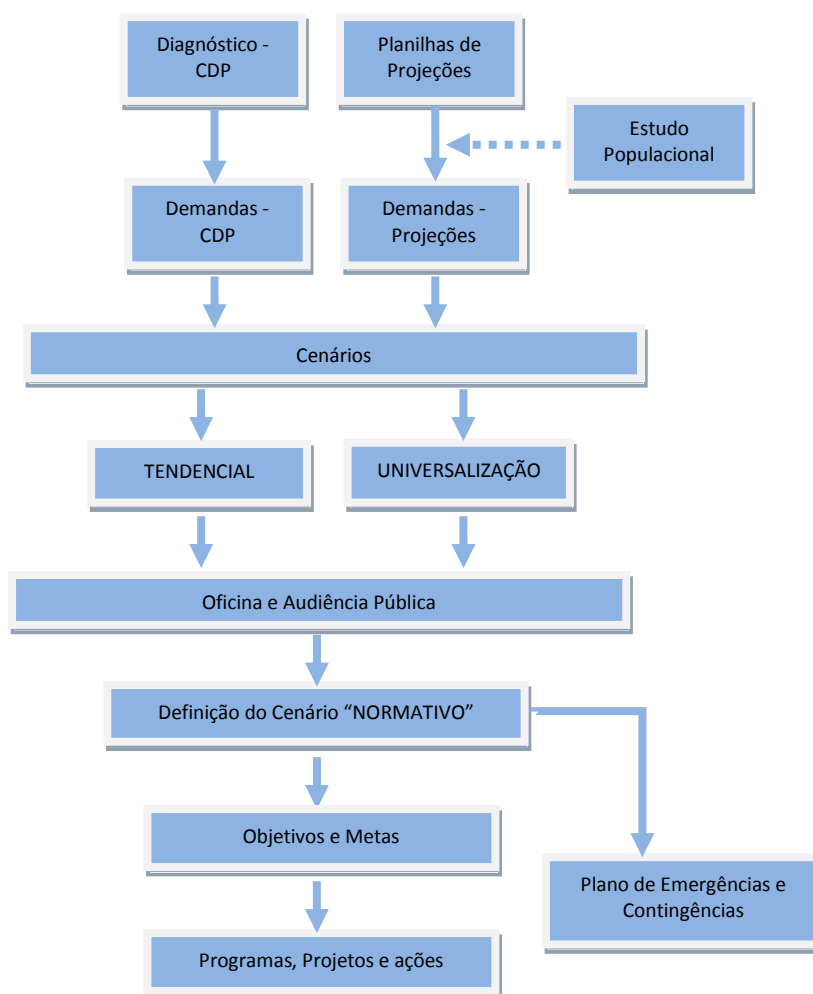 Diagnóstico -
CDP
Planilhas de
Projeções
Estudo
Populacional
Demandas -
CDP
Demandas -
Projeções
Cenários
TENDENCIAL
UNIVERSALIZAÇÃO
Oficina e Audiência Pública
Definição do Cenário “NORMATIVO”
Objetivos e Metas
Plano de Emergências e
Contingências
Programas, Projetos e ações